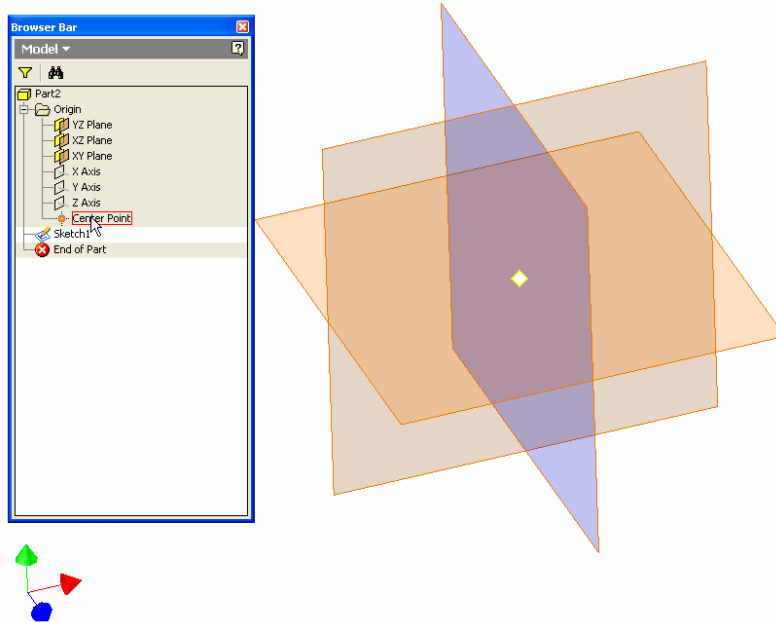 Browser Bar
Model
Part2
Origin
YZ Plane
XZ Plane
XY Plane
X Axis
Y Axis
Z Axis
Center Point
Sketch1
End of Part